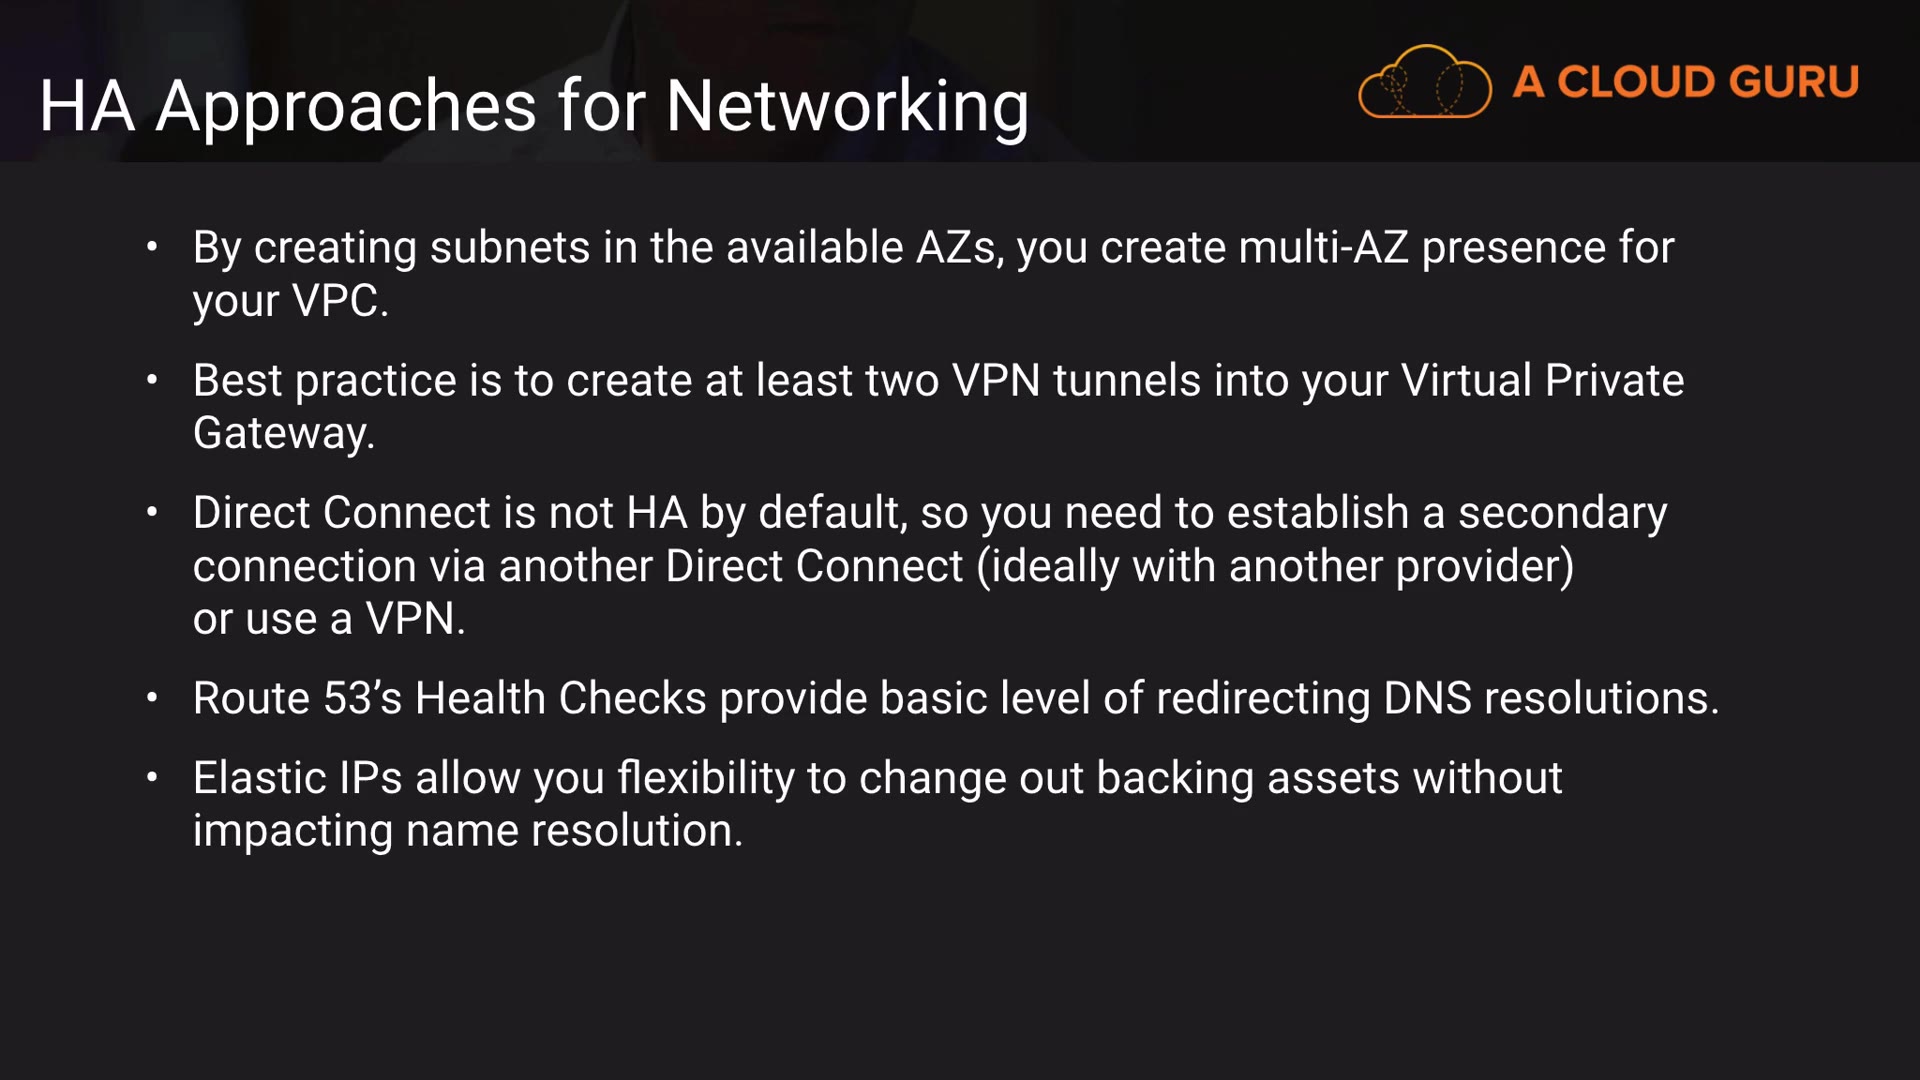 HA Approaches for Networking
A CLOUD GURU
• By creating subnets in the available AZs, you create multi-AZ presence for
your VPC.
• Best practice is to create at least two VPN tunnels into your Virtual Private
Gateway.
• Direct Connect is not HA by default, so you need to establish a secondary
connection via another Direct Connect (ideally with another provider)
or use a VPN.
• Route 53’s Health Checks provide basic level of redirecting DNS resolutions.
• Elastic IPs allow you flexibility to change out backing assets without
impacting name resolution.